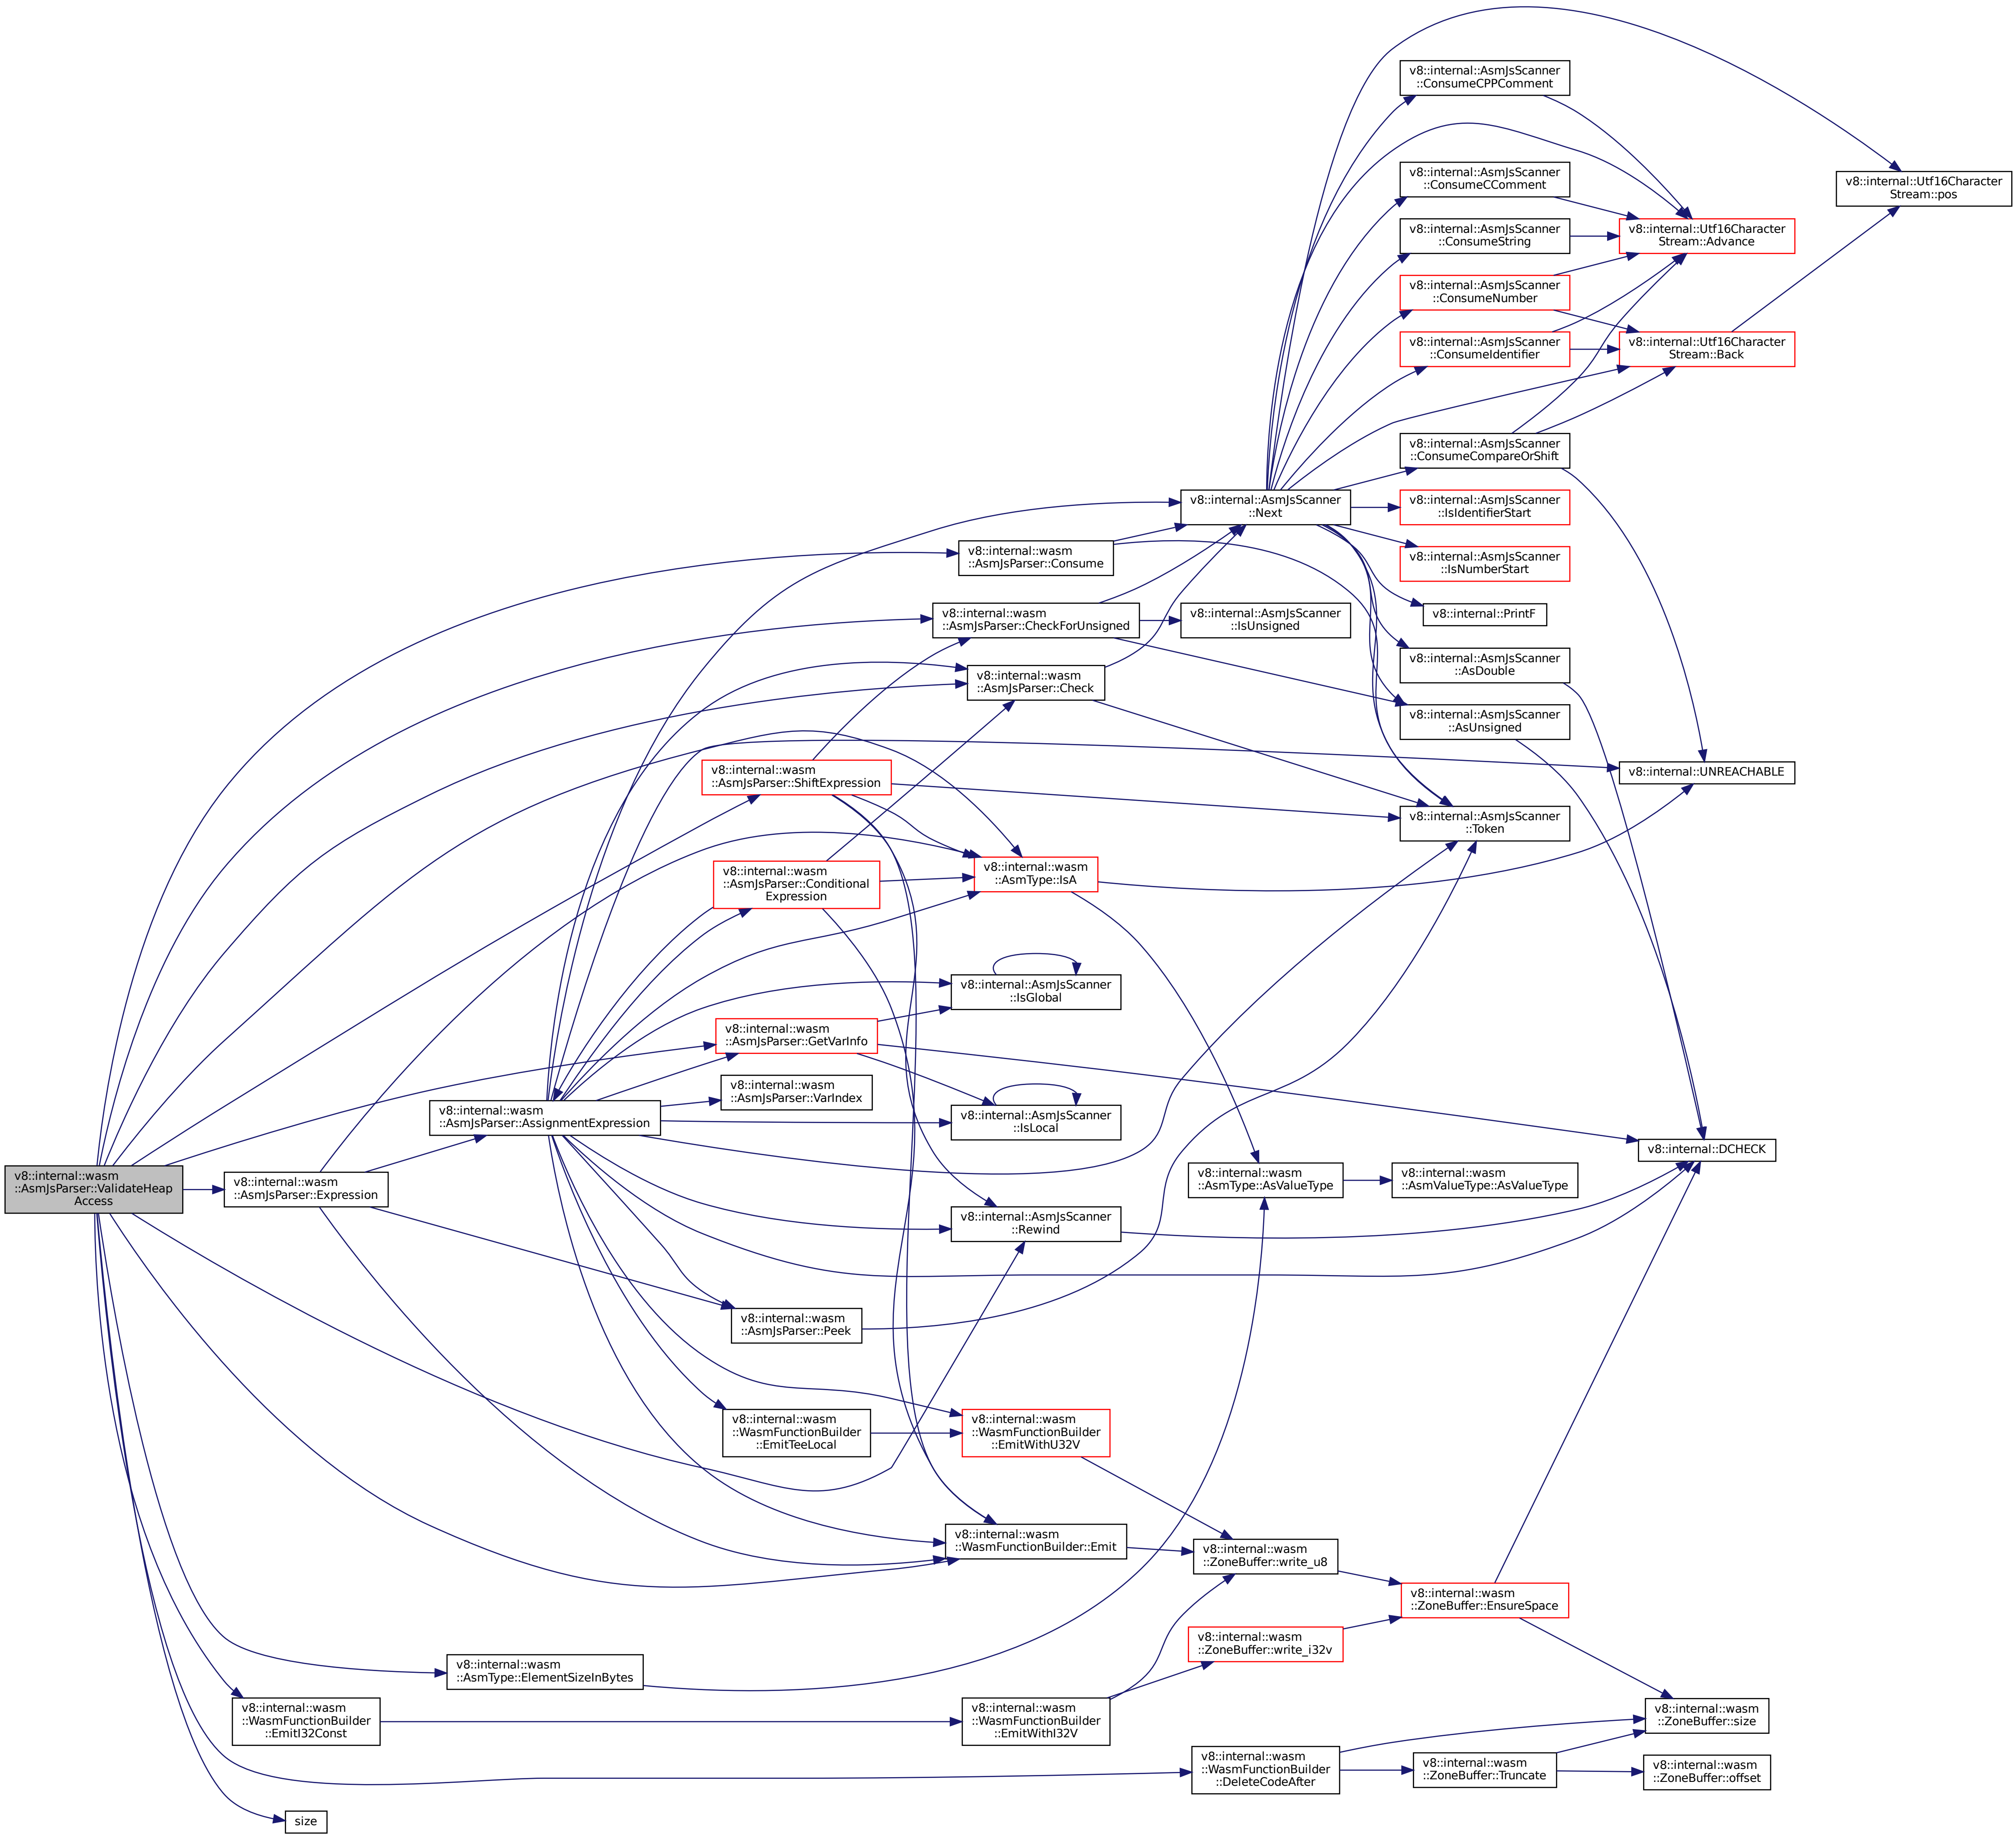 v8::internal::AsmJsScanner
::ConsumeCPPComment
v8::internal::AsmJsScanner
::ConsumeCComment
v8::internal::Utf16Character
Stream::pos
v8::internal::AsmJsScanner
::ConsumeString
v8::internal::Utf16Character
Stream::Advance
v8::internal::AsmJsScanner
::ConsumeNumber
v8::internal::AsmJsScanner
::ConsumeIdentifier
v8::internal::Utf16Character
Stream::Back
v8::internal::AsmJsScanner
::ConsumeCompareOrShift
v8::internal::AsmJsScanner
::Next
v8::internal::AsmJsScanner
::IsIdentifierStart
v8::internal::wasm
::AsmJsParser::Consume
v8::internal::AsmJsScanner
::IsNumberStart
v8::internal::wasm
::AsmJsParser::CheckForUnsigned
v8::internal::AsmJsScanner
::IsUnsigned
v8::internal::PrintF
v8::internal::wasm
::AsmJsParser::Check
v8::internal::AsmJsScanner
::AsDouble
v8::internal::AsmJsScanner
::AsUnsigned
v8::internal::wasm
::AsmJsParser::ShiftExpression
v8::internal::UNREACHABLE
v8::internal::AsmJsScanner
::Token
v8::internal::wasm
::AsmJsParser::Conditional
Expression
v8::internal::wasm
::AsmType::IsA
v8::internal::AsmJsScanner
::IsGlobal
v8::internal::wasm
::AsmJsParser::GetVarInfo
v8::internal::wasm
::AsmJsParser::VarIndex
v8::internal::wasm
::AsmJsParser::AssignmentExpression
v8::internal::AsmJsScanner
::IsLocal
v8::internal::DCHECK
v8::internal::wasm
::AsmJsParser::ValidateHeap
Access
v8::internal::wasm
::AsmJsParser::Expression
v8::internal::wasm
::AsmType::AsValueType
v8::internal::wasm
::AsmValueType::AsValueType
v8::internal::AsmJsScanner
::Rewind
v8::internal::wasm
::AsmJsParser::Peek
v8::internal::wasm
::WasmFunctionBuilder
::EmitTeeLocal
v8::internal::wasm
::WasmFunctionBuilder
::EmitWithU32V
v8::internal::wasm
::WasmFunctionBuilder::Emit
v8::internal::wasm
::ZoneBuffer::write_u8
v8::internal::wasm
::ZoneBuffer::EnsureSpace
v8::internal::wasm
::ZoneBuffer::write_i32v
v8::internal::wasm
::AsmType::ElementSizeInBytes
v8::internal::wasm
::WasmFunctionBuilder
::EmitI32Const
v8::internal::wasm
::WasmFunctionBuilder
::EmitWithI32V
v8::internal::wasm
::ZoneBuffer::size
v8::internal::wasm
::WasmFunctionBuilder
::DeleteCodeAfter
v8::internal::wasm
::ZoneBuffer::Truncate
v8::internal::wasm
::ZoneBuffer::offset
size